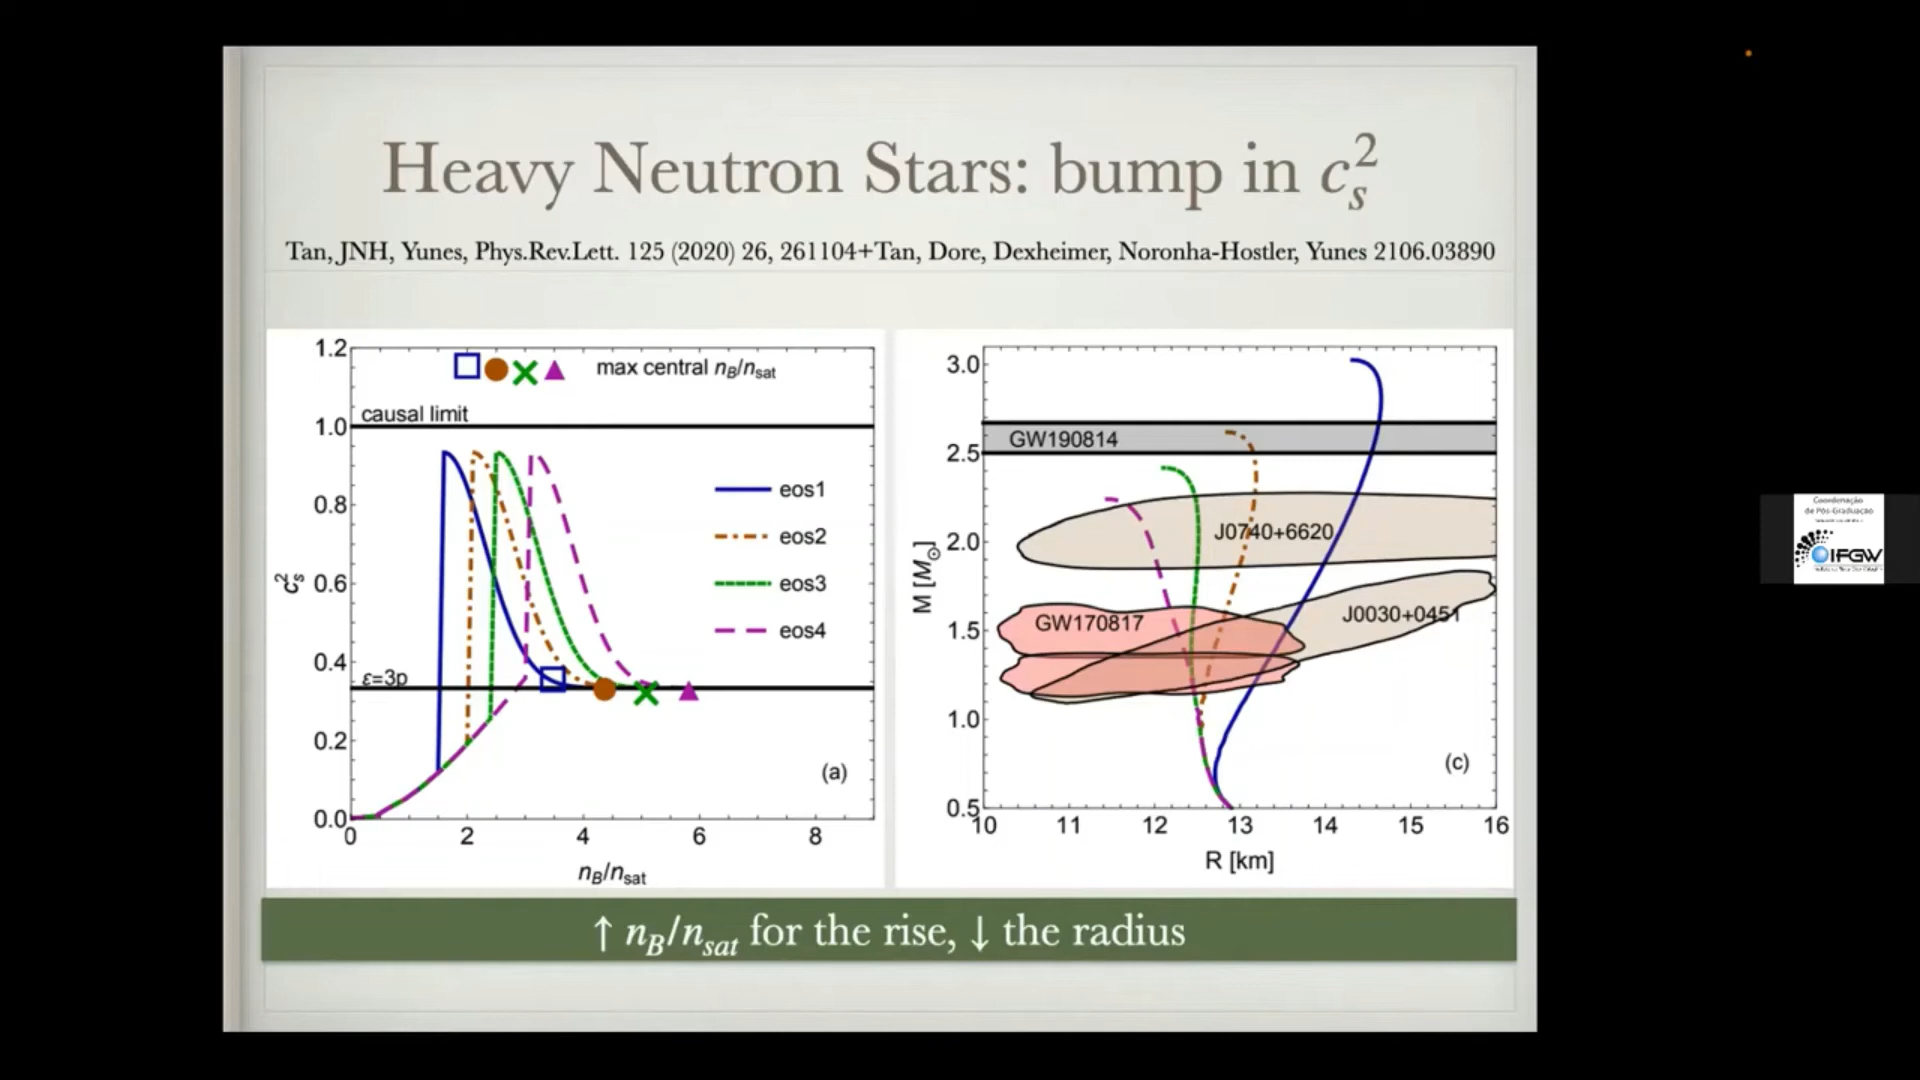 Heavy Neutron Stars: bump in c_s^2
Tan, JNH, Yunes, Phys.Rev.Lett. 125 (2020) 26, 261104+Tan, Dore, Dexheimer, Noronha-Hostler, Yunes 2106.03890
max central n_B/n_sat
causal limit
eos1
eos2
eos3
eos4
ε=3p
(a)
c_s^2
1.2
1.0
0.8
0.6
0.4
0.2
0.0
0 2 4 6 8
n_B/n_sat
GW190814
J0740+6620
J0030+0451
GW170817
(c)
M [M⊙]
3.0
2.5
2.0
1.5
1.0
0.5
10 11 12 13 14 15 16
R [km]
↑ n_B/n_sat for the rise, ↓ the radius
Coordenação
de Pós-Graduação
IFGW